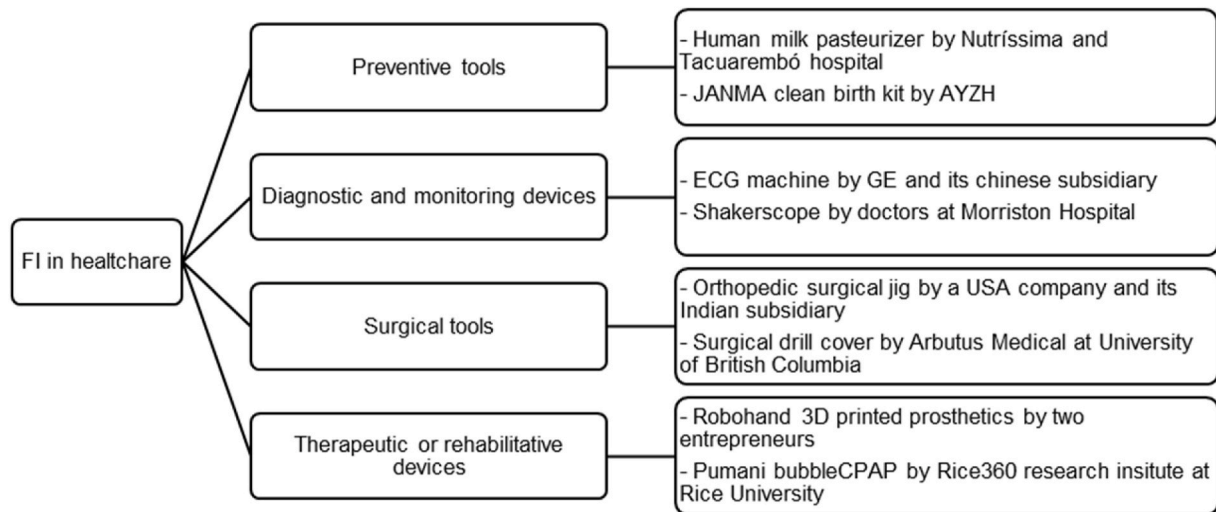 FI in healtchare
Preventive tools
- Human milk pasteurizer by Nutríssima and
Tacuarembó hospital
- JANMA clean birth kit by AYZH
Diagnostic and monitoring devices
- ECG machine by GE and its chinese subsidiary
- Shakerscope by doctors at Morriston Hospital
Surgical tools
- Orthopedic surgical jig by a USA company and its
Indian subsidiary
- Surgical drill cover by Arbutus Medical at University
of British Columbia
Therapeutic or rehabilitative
devices
- Robohand 3D printed prosthetics by two
entrepreneurs
- Pumani bubbleCPAP by Rice360 research insitute at
Rice University